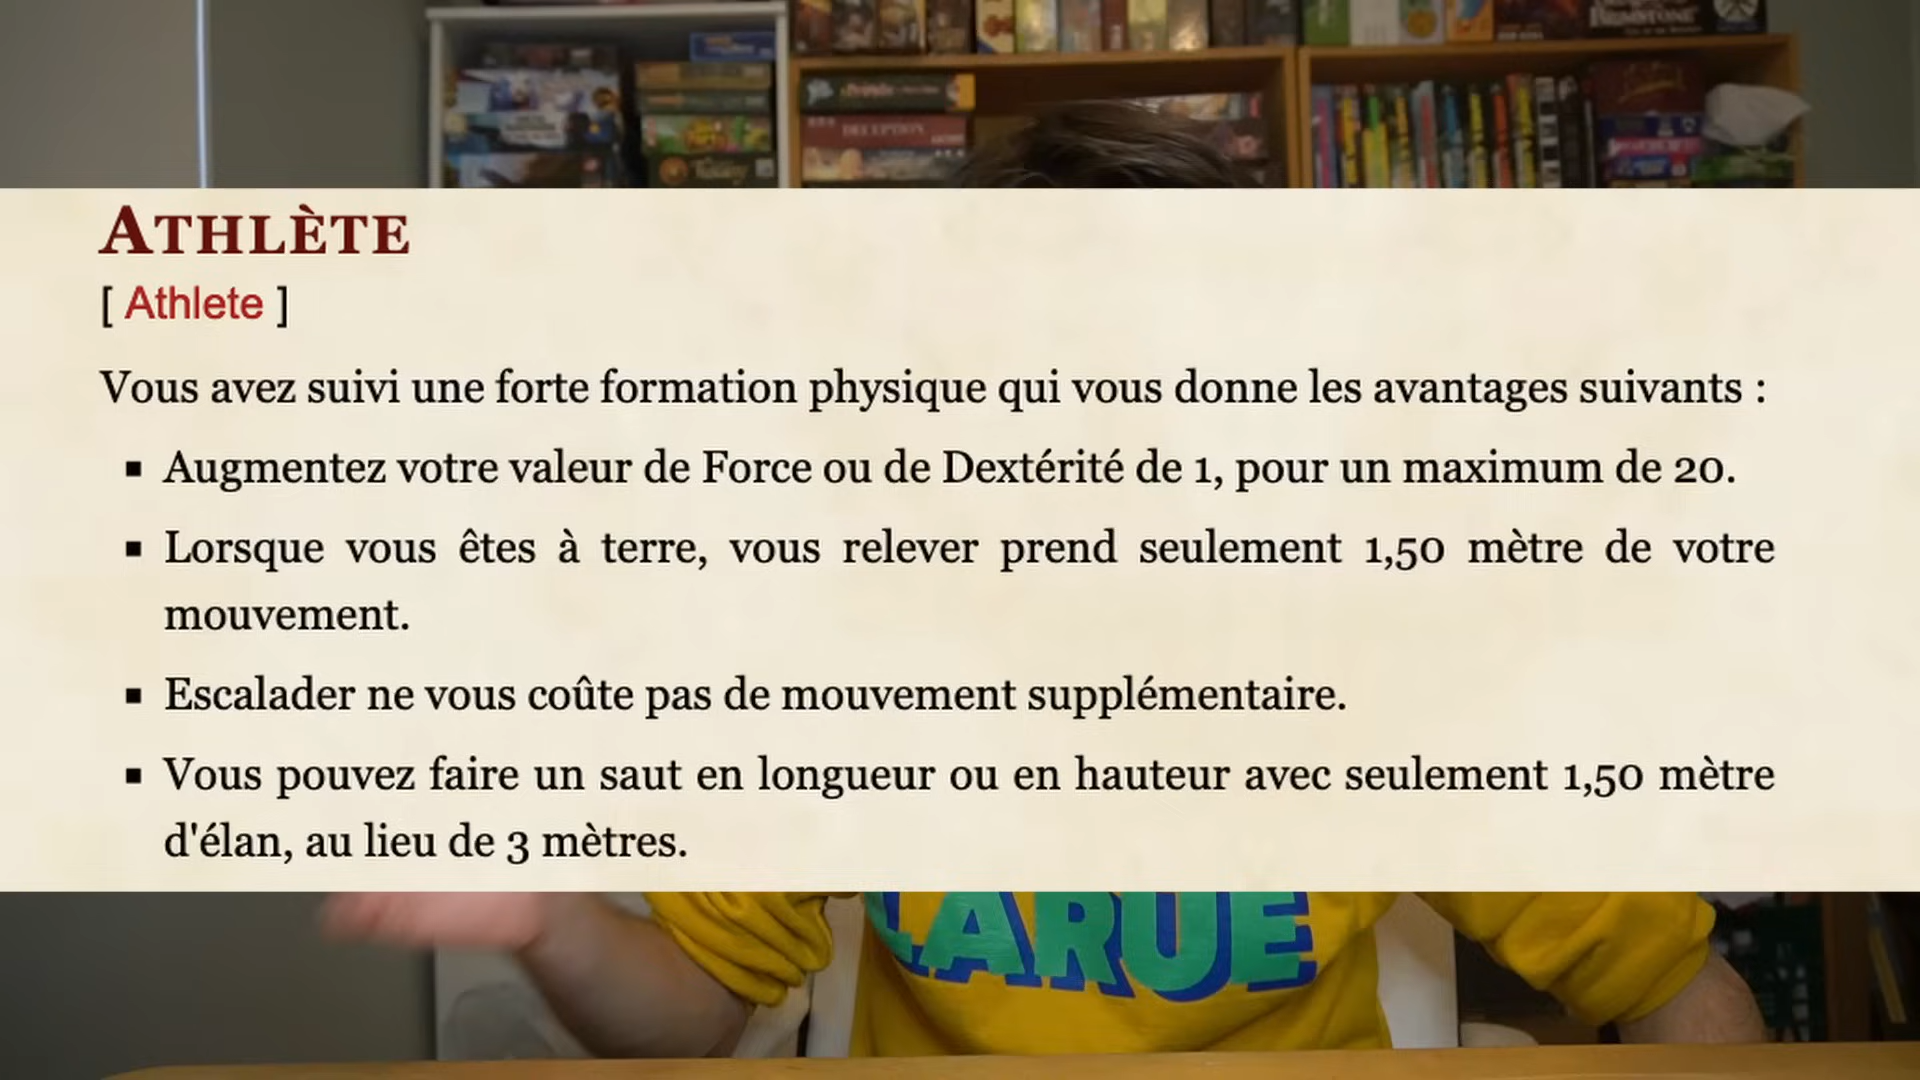 BRIMSTONE
DECEPTION
ATHLÈTE
[ Athlete ]
Vous avez suivi une forte formation physique qui vous donne les avantages suivants :
▪ Augmentez votre valeur de Force ou de Dextérité de 1, pour un maximum de 20.
▪ Lorsque vous êtes à terre, vous relever prend seulement 1,50 mètre de votre
mouvement.
▪ Escalader ne vous coûte pas de mouvement supplémentaire.
▪ Vous pouvez faire un saut en longueur ou en hauteur avec seulement 1,50 mètre
d'élan, au lieu de 3 mètres.
LARUE